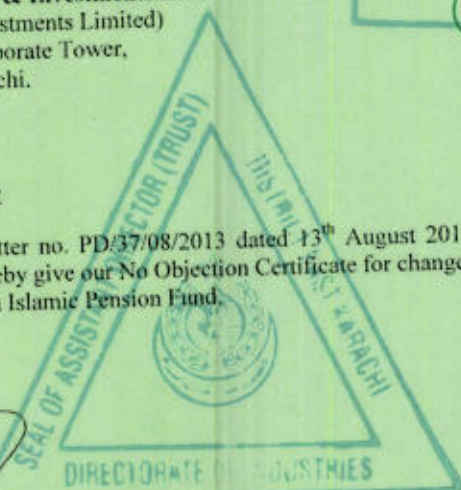 stments Limited)
porate Tower,
chi.
tter no. PD/37/08/2013 dated 13th August 201
eby give our No Objection Certificate for change
Islamic Pension Fund.
SEAL OF ASSISTANT DIRECTOR (TRUST)
KARACHI
DIRECTORATE